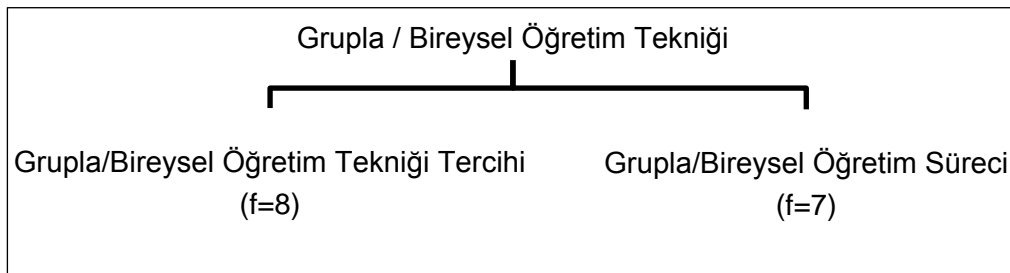 Grupla / Bireysel Öğretim Tekniği
Grupla/Bireysel Öğretim Tekniği Tercihi
(f=8)
Grupla/Bireysel Öğretim Süreci
(f=7)